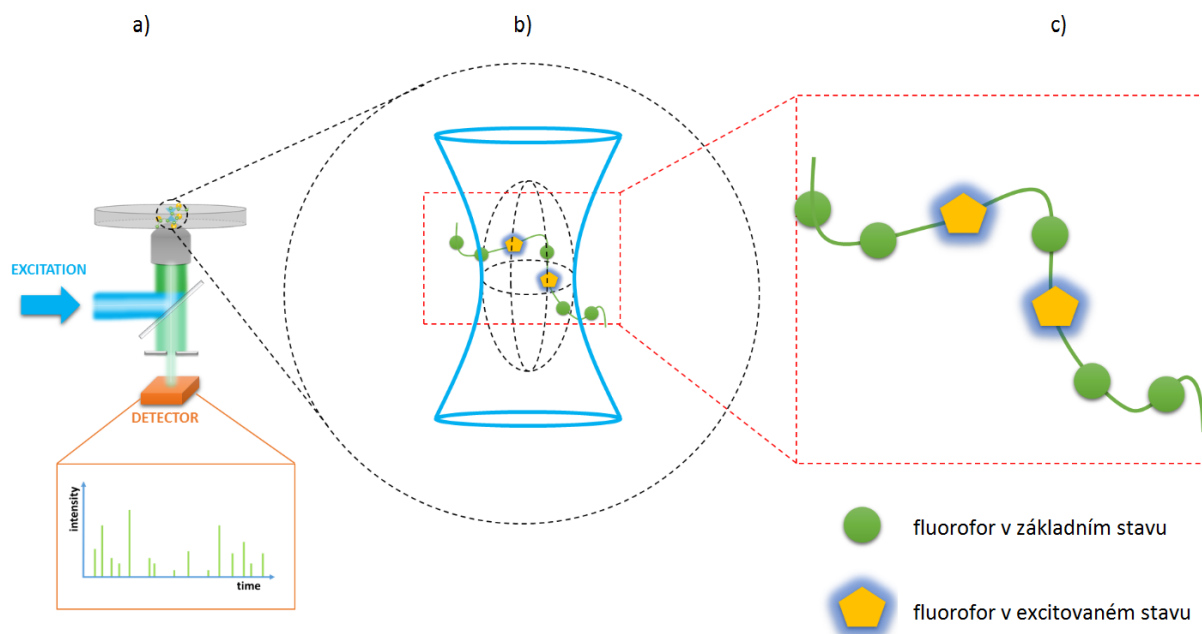 a)
b)
c)
EXCITATION
DETECTOR
intensity
time
fluorofor v základním stavu
fluorofor v excitovaném stavu